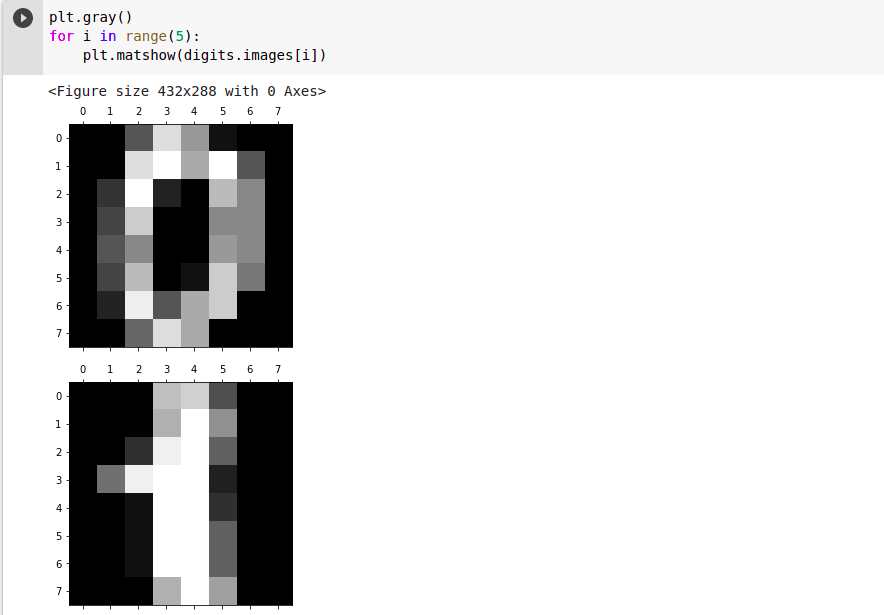 plt.gray()
for i in range(5):
    plt.matshow(digits.images[i])
<Figure size 432x288 with 0 Axes>
0 1 2 3 4 5 6 7
0
1
2
3
4
5
6
7
0 1 2 3 4 5 6 7
0
1
2
3
4
5
6
7